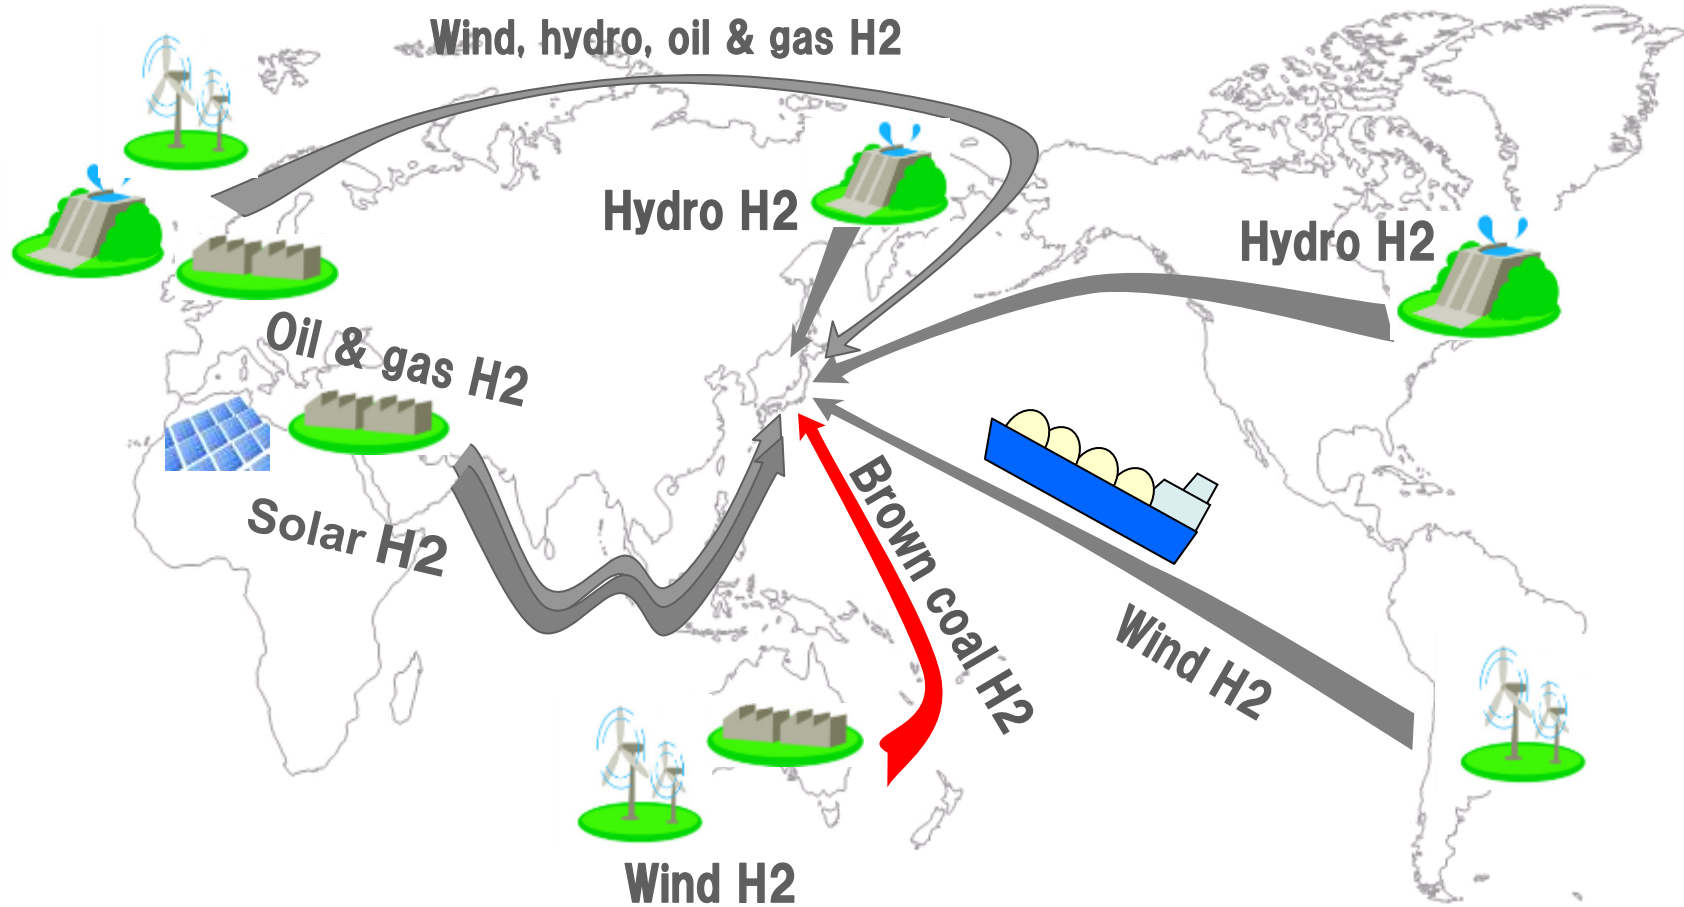 Wind, hydro, oil & gas H2
Hydro H2
Hydro H2
Oil & gas H2
Solar H2
Brown coal H2
Wind H2
Wind H2